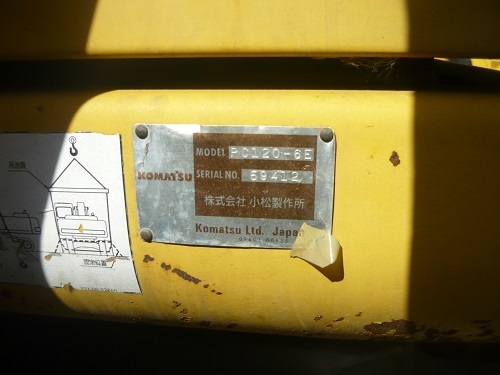 MODEL PC120-6E
KOMATSU
SERIAL NO. 69412
株式会社 小松製作所
Komatsu Ltd. Japan